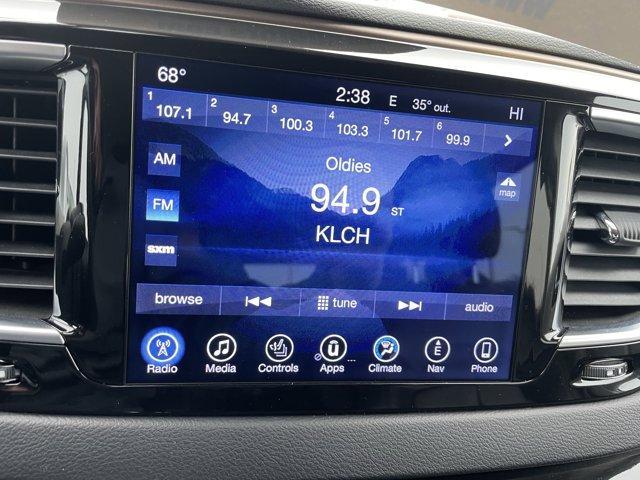 68° 2:38 E 35° out. HI
1 107.1 2 94.7 3 100.3 4 103.3 5 101.7 6 99.9 >
AM Oldies
94.9 ST map
FM
KLCH
sxm
browse tune audio
Radio Media Controls Apps ... Climate E Nav Phone